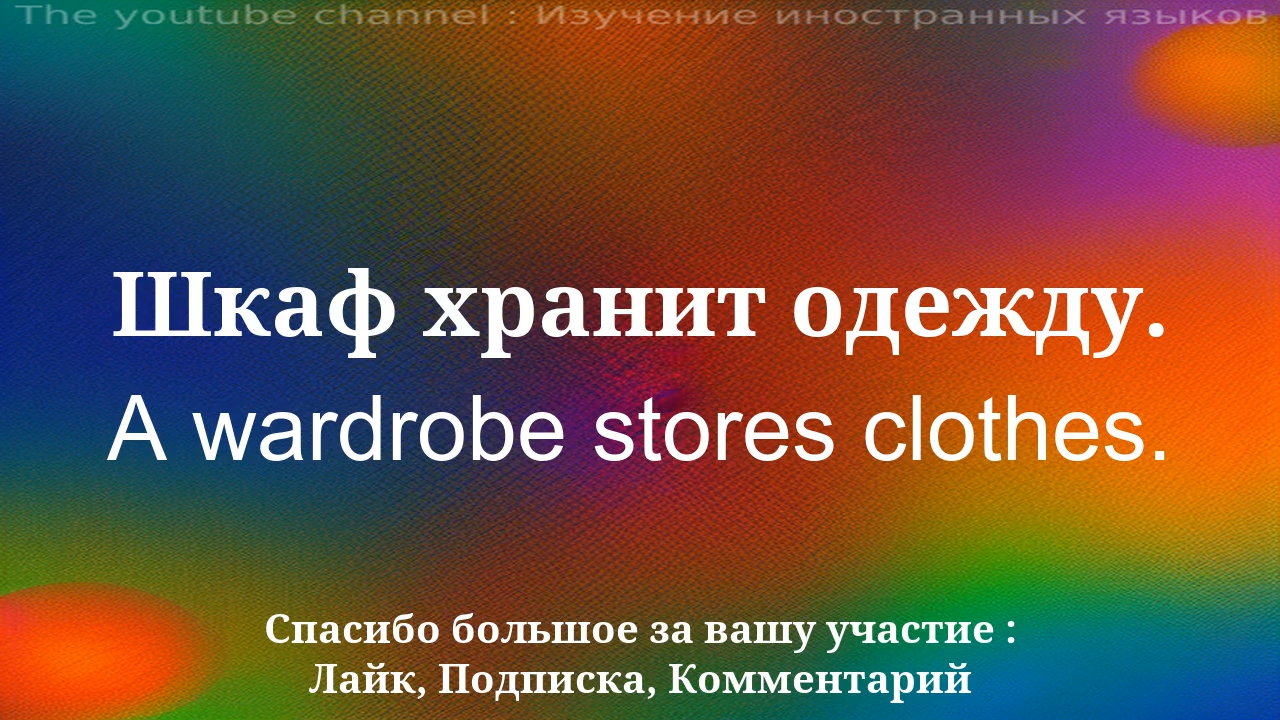 The youtube channel : Изучение иностранных языков
Шкаф хранит одежду.
A wardrobe stores clothes.
Спасибо большое за вашу участие :
Лайк, Подписка, Комментарий